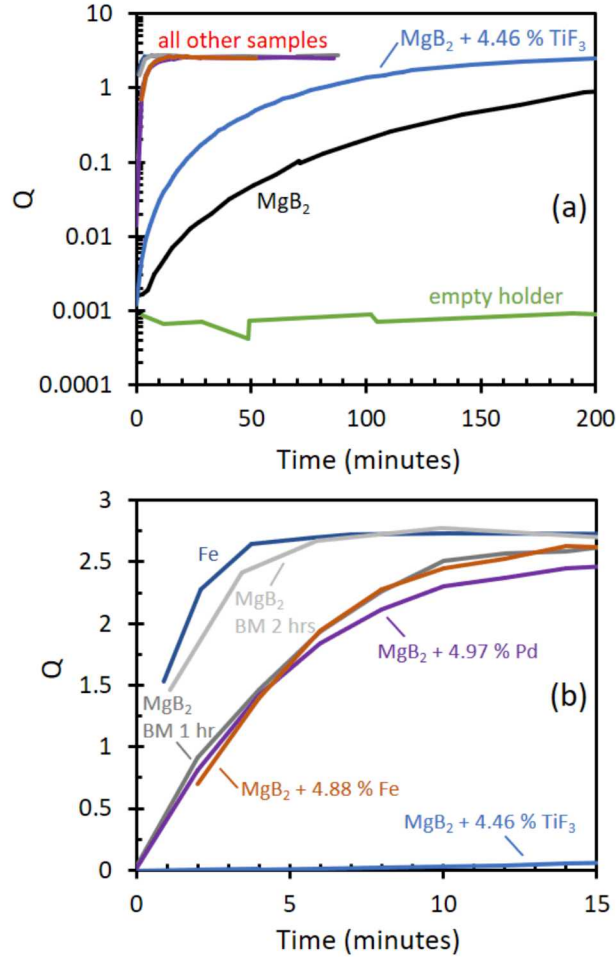 10
all other samples
MgB2 + 4.46 % TiF3
1
0.1
Q
MgB2
(a)
0.01
empty holder
0.001
0.0001
0
50
100
150
200
Time (minutes)
3
Fe
2.5
MgB2
BM 2 hrs
2
MgB2 + 4.97 % Pd
Q
1.5
MgB2
BM 1 hr
(b)
1
MgB2 + 4.88 % Fe
0.5
MgB2 + 4.46 % TiF3
0
0
5
10
15
Time (minutes)